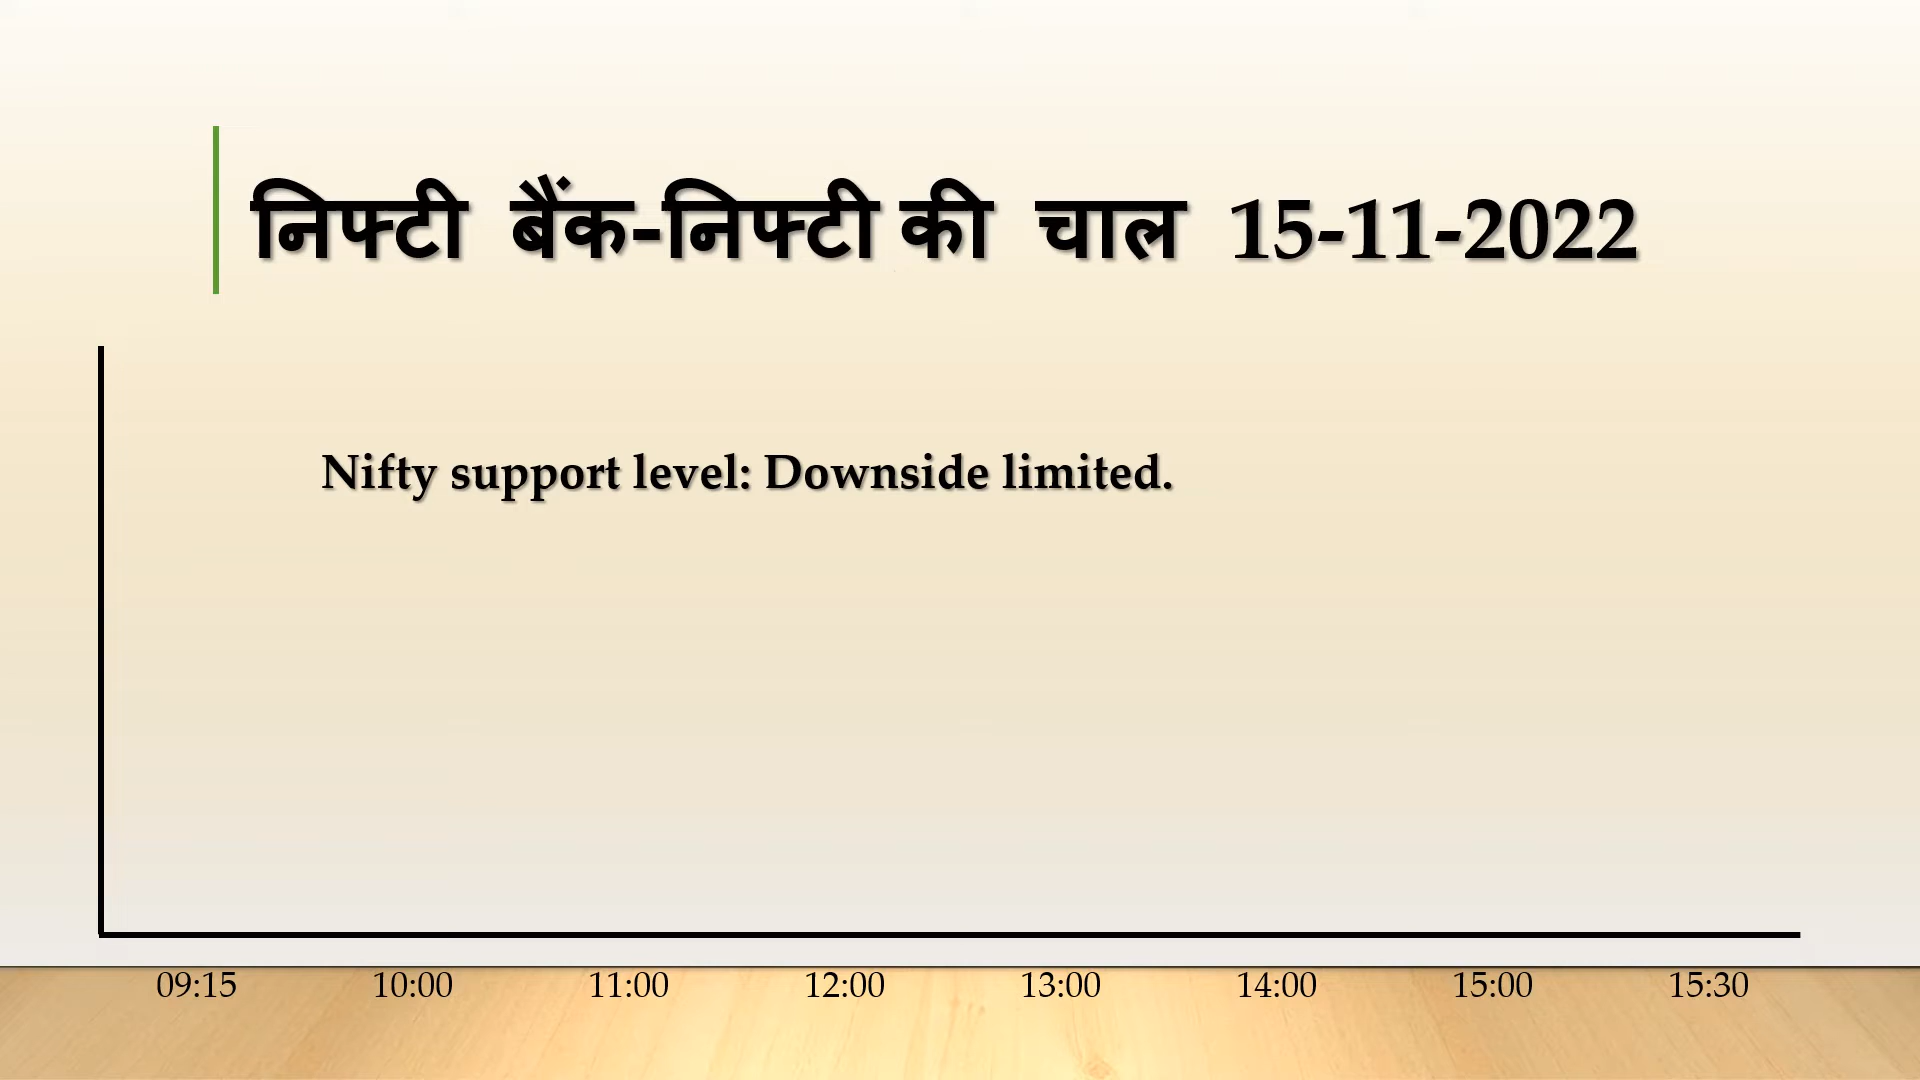 निफ्टी बैंक-निफ्टी की चाल 15-11-2022
Nifty support level: Downside limited.
09:15 10:00 11:00 12:00 13:00 14:00 15:00 15:30